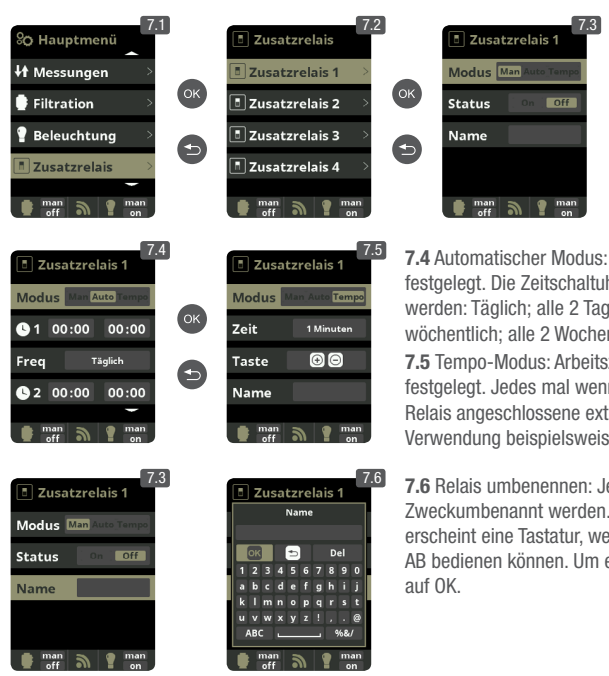 7.1
Hauptmenü
Messungen >
Filtration >
Beleuchtung >
Zusatzrelais >
man off man on
OK
7.2
Zusatzrelais
Zusatzrelais 1 >
Zusatzrelais 2 >
Zusatzrelais 3 >
Zusatzrelais 4 >
man off man on
OK
7.3
Zusatzrelais 1
Modus Man Auto Tempo
Status On Off
Name
man off man on
7.4
Zusatzrelais 1
Modus Man Auto Tempo
1 00:00 00:00
Freq Täglich
2 00:00 00:00
man off man on
OK
7.5
Zusatzrelais 1
Modus Man Auto Tempo
Zeit 1 Minuten
Taste + -
Name
man off man on
7.4 Automatischer Modus:
festgelegt. Die Zeitschaltuh
werden: Täglich; alle 2 Tag
wöchentlich; alle 2 Wochen
7.5 Tempo-Modus: Arbeitsz
festgelegt. Jedes mal wenn
Relais angeschlossene ext
Verwendung beispielsweis
7.3
Zusatzrelais 1
Modus Man Auto Tempo
Status On Off
Name
man off man on
7.6
Zusatzrelais 1
Name
OK Del
1 2 3 4 5 6 7 8 9 0
a b c d e f g h i j
k l m n o p q r s t
u v w x y z ! , . @
ABC %&/
man off man on
7.6 Relais umbenennen: Je
Zweckumbenannt werden.
erscheint eine Tastatur, we
AB bedienen können. Um e
auf OK.